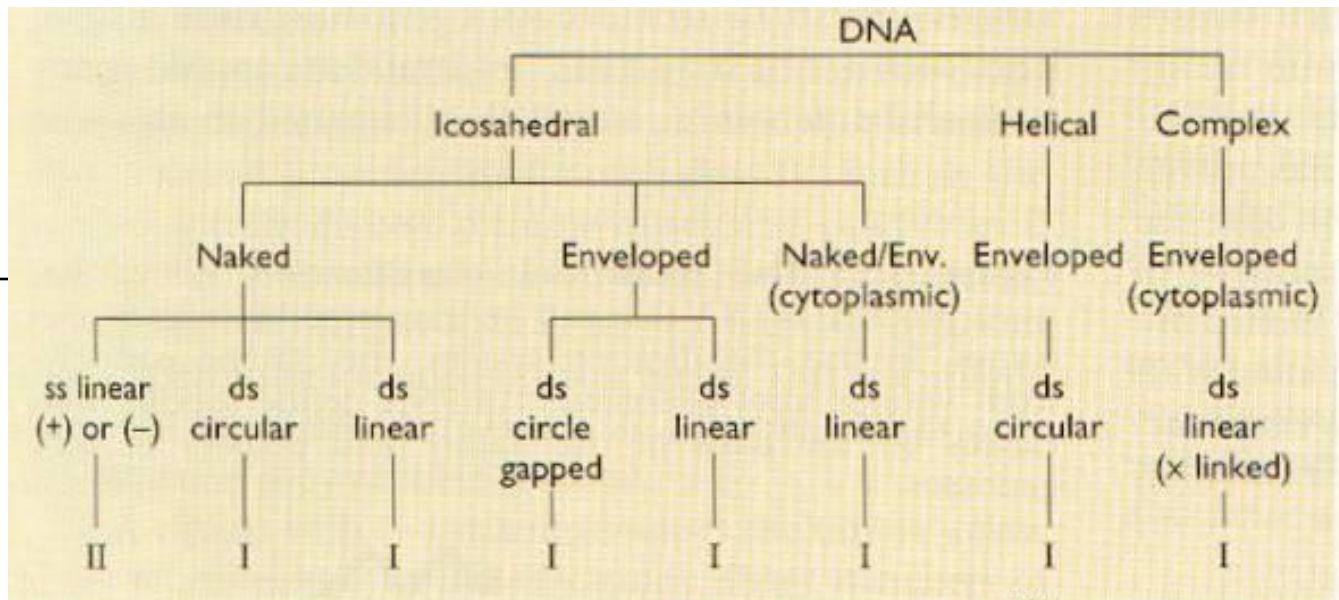 DNA
Icosahedral Helical Complex
Naked Enveloped Naked/Env. Enveloped Enveloped
(cytoplasmic) (cytoplasmic)
ss linear ds ds ds ds ds ds ds
(+) or (–) circular linear circle linear linear circular linear
gapped (x linked)
II I I I I I I I